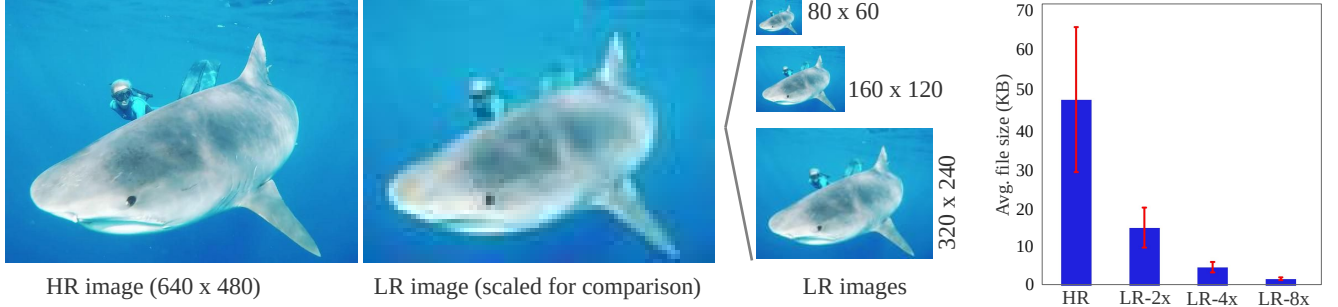 80 x 60
160 x 120
320 x 240
HR image (640 x 480)
LR image (scaled for comparison)
LR images
Avg. file size (KB)
70
60
50
40
30
20
10
0
HR
LR-2x
LR-4x
LR-8x